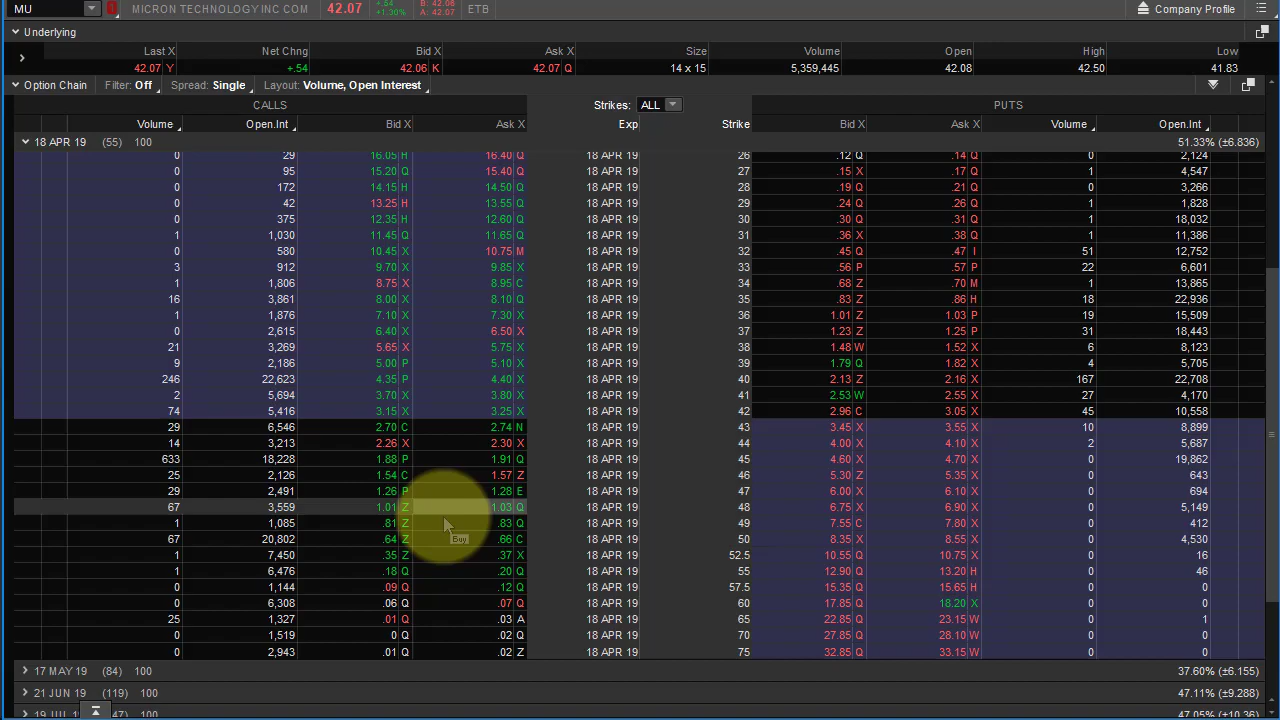 MU MICRON TECHNOLOGY INC COM 42.07 +.54 +1.30% B: 42.06 A: 42.07 ETB Company Profile
Underlying
Last X Net Chng Bid X Ask X Size Volume Open High Low
42.07 Y +.54 42.06 K 42.07 Q 14 x 15 5,359,445 42.08 42.50 41.83
Option Chain Filter: Off Spread: Single Layout: Volume, Open Interest
CALLS Strikes: ALL PUTS
Volume Open.Int Bid X Ask X Exp Strike Bid X Ask X Volume Open.Int
18 APR 19 (55) 100 51.33% (±6.836)
0 29 16.05 H 16.40 Q 18 APR 19 26 .12 Q .14 Q 0 2,124
0 95 15.20 Q 15.40 Q 18 APR 19 27 .15 X .17 Q 1 4,547
0 172 14.15 H 14.50 Q 18 APR 19 28 .19 Q .21 Q 0 3,266
0 42 13.25 H 13.55 Q 18 APR 19 29 .24 Q .26 Q 1 1,828
0 375 12.35 H 12.60 Q 18 APR 19 30 .30 Q .31 Q 0 18,032
1 1,030 11.45 Q 11.65 Q 18 APR 19 31 .36 X .38 Q 1 11,386
0 580 10.45 X 10.75 M 18 APR 19 32 .45 Q .47 I 51 12,752
3 912 9.70 X 9.85 X 18 APR 19 33 .56 P .57 P 22 6,601
1 1,806 8.75 X 8.95 C 18 APR 19 34 .68 Z .70 M 1 13,865
16 3,861 8.00 X 8.10 Q 18 APR 19 35 .83 Z .86 H 18 22,936
1 1,876 7.10 X 7.30 X 18 APR 19 36 1.01 Z 1.03 P 19 15,509
0 2,615 6.40 X 6.50 X 18 APR 19 37 1.23 Z 1.25 P 31 18,443
21 3,269 5.65 X 5.75 X 18 APR 19 38 1.48 W 1.52 X 6 8,123
9 2,186 5.00 P 5.10 X 18 APR 19 39 1.79 Q 1.82 X 4 5,705
246 22,623 4.35 P 4.40 X 18 APR 19 40 2.13 Z 2.16 X 167 22,708
2 5,694 3.70 X 3.80 X 18 APR 19 41 2.53 W 2.55 X 27 4,170
74 5,416 3.15 X 3.25 X 18 APR 19 42 2.96 C 3.05 X 45 10,558
29 6,546 2.70 C 2.74 N 18 APR 19 43 3.45 X 3.55 X 10 8,899
14 3,213 2.26 X 2.30 X 18 APR 19 44 4.00 X 4.10 X 2 5,687
633 18,228 1.88 P 1.91 Q 18 APR 19 45 4.60 X 4.70 X 0 19,862
25 2,126 1.54 C 1.57 Z 18 APR 19 46 5.30 Z 5.35 X 0 643
29 2,491 1.26 P 1.28 E 18 APR 19 47 6.00 X 6.10 X 0 694
67 3,559 1.01 Z 1.03 Q 18 APR 19 48 6.75 X 6.90 X 0 5,149
1 1,085 .81 Z .83 Q 18 APR 19 49 7.55 C 7.80 X 0 412
Buy
67 20,802 .64 Z .66 C 18 APR 19 50 8.35 X 8.55 X 0 4,530
1 7,450 .35 Z .37 X 18 APR 19 52.5 10.55 Q 10.75 X 0 16
1 6,476 .18 Q .20 Q 18 APR 19 55 12.90 Q 13.20 H 0 46
0 1,144 .09 Q .12 Q 18 APR 19 57.5 15.35 Q 15.65 H 0 0
0 6,308 .06 Q .07 Q 18 APR 19 60 17.85 Q 18.20 X 0 0
25 1,327 .01 Q .03 A 18 APR 19 65 22.85 Q 23.15 W 0 1
0 1,519 0 Q .02 Q 18 APR 19 70 27.85 Q 28.10 W 0 0
0 2,943 .01 Q .02 Z 18 APR 19 75 32.85 Q 33.15 W 0 0
17 MAY 19 (84) 100 37.60% (±6.155)
21 JUN 19 (119) 100 47.11% (±9.288)
19 JUL 47) 100 47.05% (±10.36)